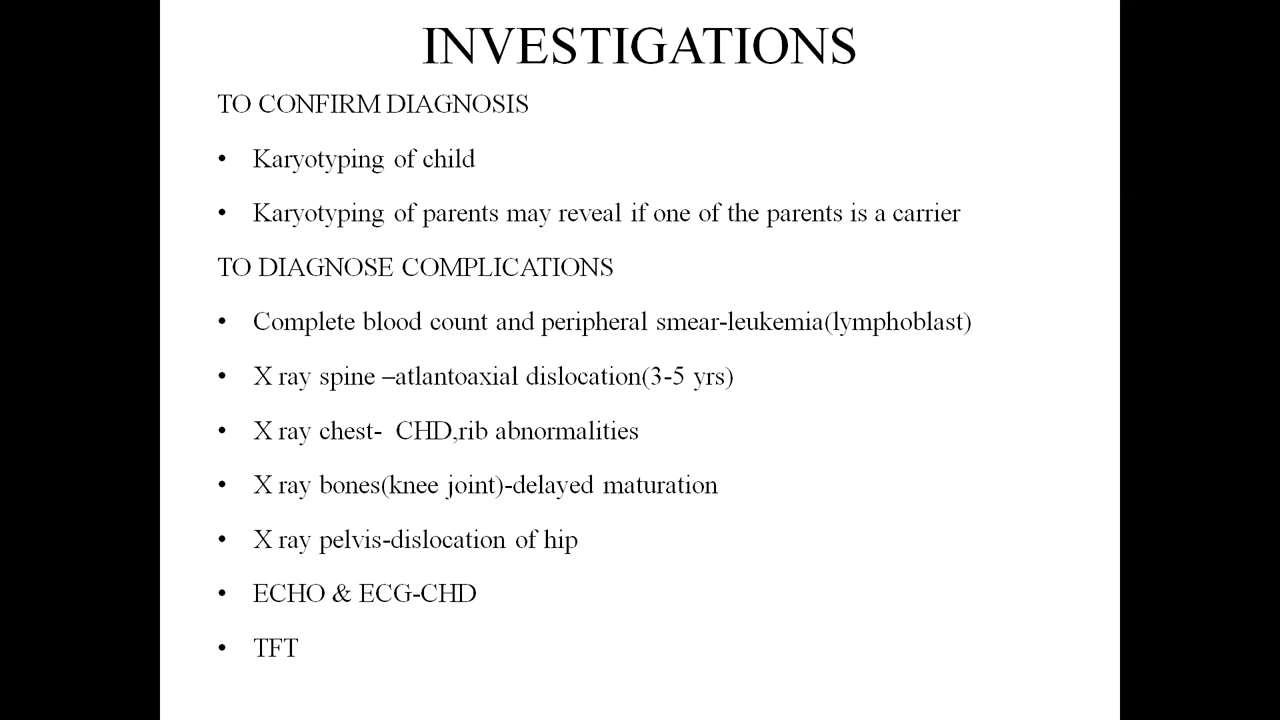 INVESTIGATIONS
TO CONFIRM DIAGNOSIS
• Karyotyping of child
• Karyotyping of parents may reveal if one of the parents is a carrier
TO DIAGNOSE COMPLICATIONS
• Complete blood count and peripheral smear-leukemia(lymphoblast)
• X ray spine –atlantoaxial dislocation(3-5 yrs)
• X ray chest-  CHD,rib abnormalities
• X ray bones(knee joint)-delayed maturation
• X ray pelvis-dislocation of hip
• ECHO & ECG-CHD
• TFT